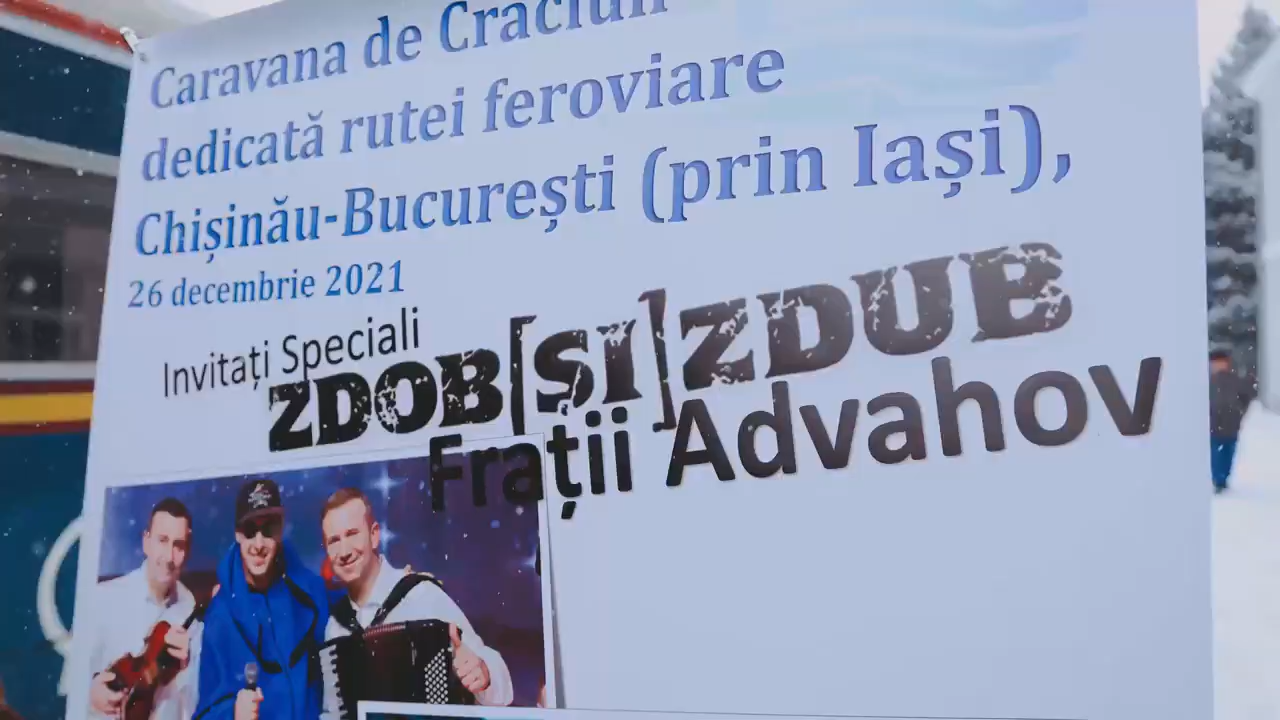 Caravana de Crăciun
dedicată rutei feroviare
Chișinău-București (prin Iași),
26 decembrie 2021
Invitați Speciali
ZDOB[ȘI]ZDUB
Frații Advahov